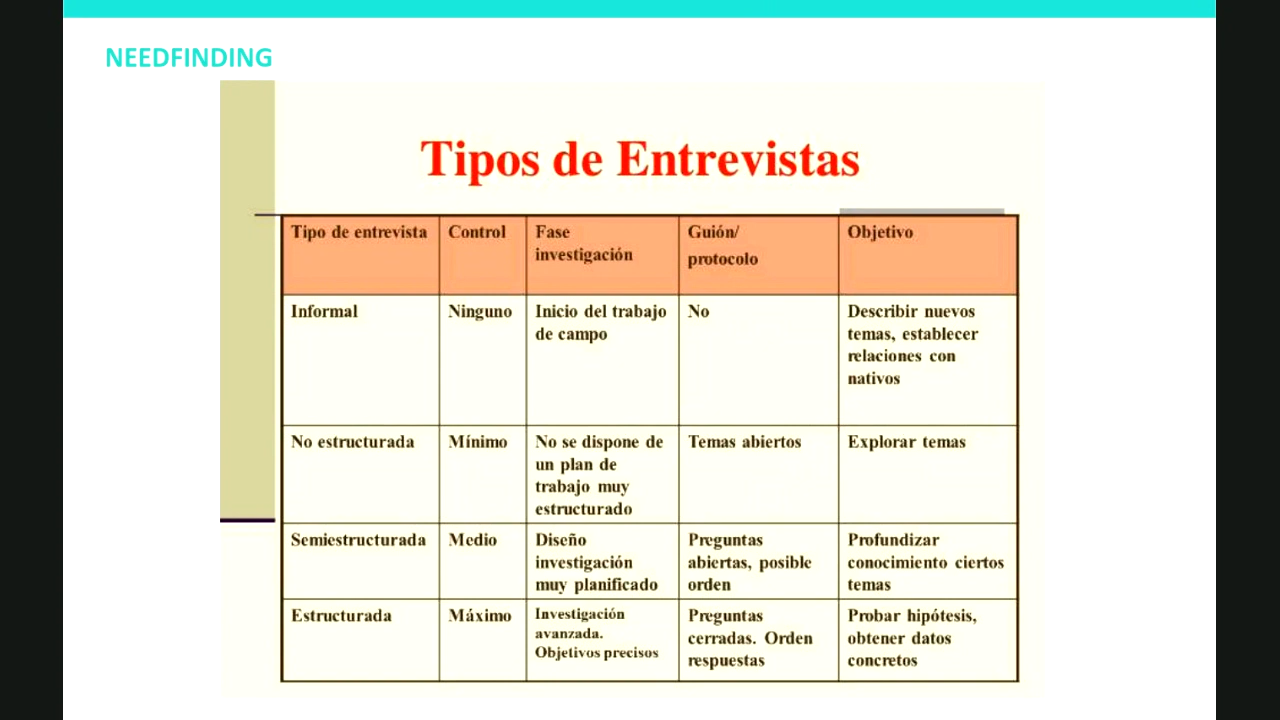 NEEDFINDING
Tipos de Entrevistas
Tipo de entrevista
Control
Fase
investigación
Guión/
protocolo
Objetivo
Informal
Ninguno
Inicio del trabajo
de campo
No
Describir nuevos
temas, establecer
relaciones con
nativos
No estructurada
Mínimo
No se dispone de
un plan de
trabajo muy
estructurado
Temas abiertos
Explorar temas
Semiestructurada
Medio
Diseño
investigación
muy planificado
Preguntas
abiertas, posible
orden
Profundizar
conocimiento ciertos
temas
Estructurada
Máximo
Investigación
avanzada.
Objetivos precisos
Preguntas
cerradas. Orden
respuestas
Probar hipótesis,
obtener datos
concretos